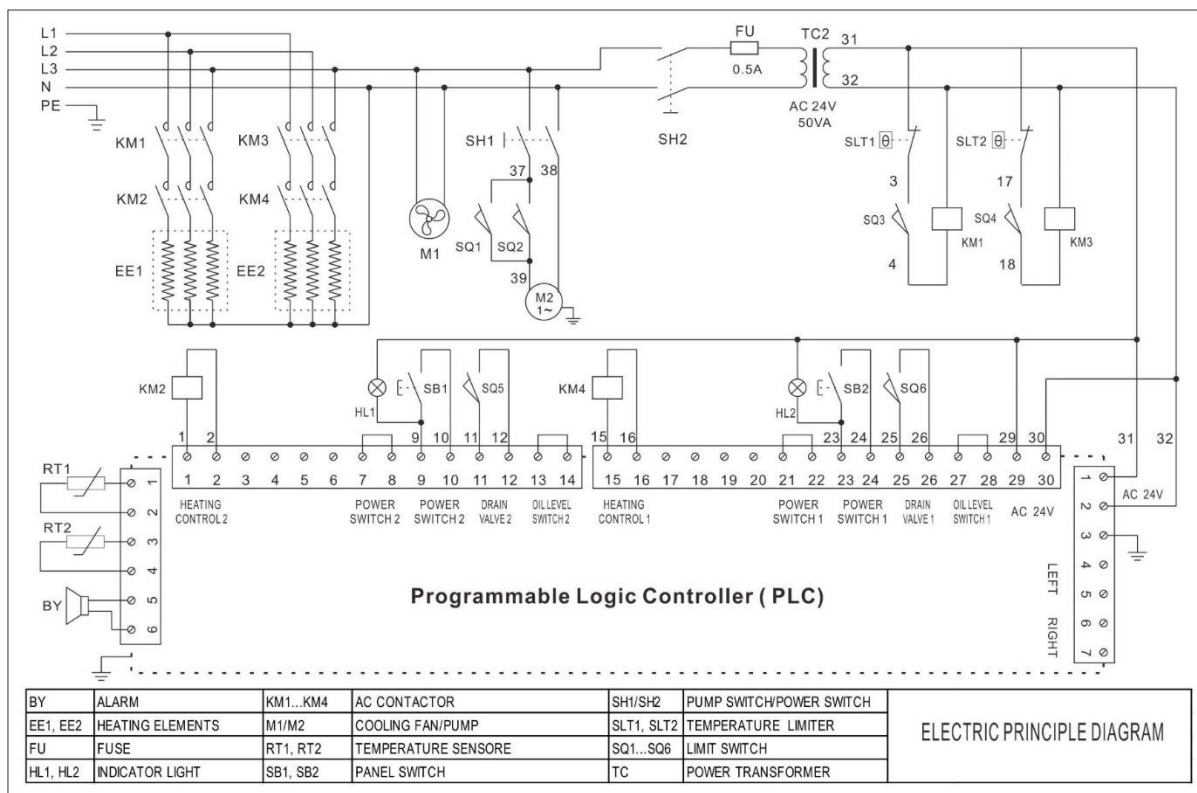 L1
L2
L3
N
PE
FU
0.5A
TC2
31
32
AC 24V
50VA
SH2
KM1
KM3
KM2
KM4
EE1
EE2
M1
SH1
37
38
SQ1
SQ2
39
M2
1~
SLT1
θ
SLT2
θ
3
17
SQ3
SQ4
KM1
KM3
4
18
KM2
HL1
SB1
SQ5
KM4
HL2
SB2
SQ6
1 2 9 10 11 12 15 16 23 24 25 26 29 30 31 32
1 2 3 4 5 6 7 8 9 10 11 12 13 14 15 16 17 18 19 20 21 22 23 24 25 26 27 28 29 30
HEATING CONTROL 2
POWER SWITCH 2
POWER SWITCH 2
DRAIN VALVE 2
OIL LEVEL SWITCH 2
HEATING CONTROL 1
POWER SWITCH 1
POWER SWITCH 1
DRAIN VALVE 1
OIL LEVEL SWITCH 1
AC 24V
RT1
RT2
BY
1
2
3
4
5
6
1
2
3
4
5
6
7
AC 24V
LEFT
RIGHT
Programmable Logic Controller ( PLC)
BY ALARM KM1...KM4 AC CONTACTOR SH1/SH2 PUMP SWITCH/POWER SWITCH
EE1, EE2 HEATING ELEMENTS M1/M2 COOLING FAN/PUMP SLT1, SLT2 TEMPERATURE LIMITER
FU FUSE RT1, RT2 TEMPERATURE SENSORE SQ1...SQ6 LIMIT SWITCH
HL1, HL2 INDICATOR LIGHT SB1, SB2 PANEL SWITCH TC POWER TRANSFORMER
ELECTRIC PRINCIPLE DIAGRAM